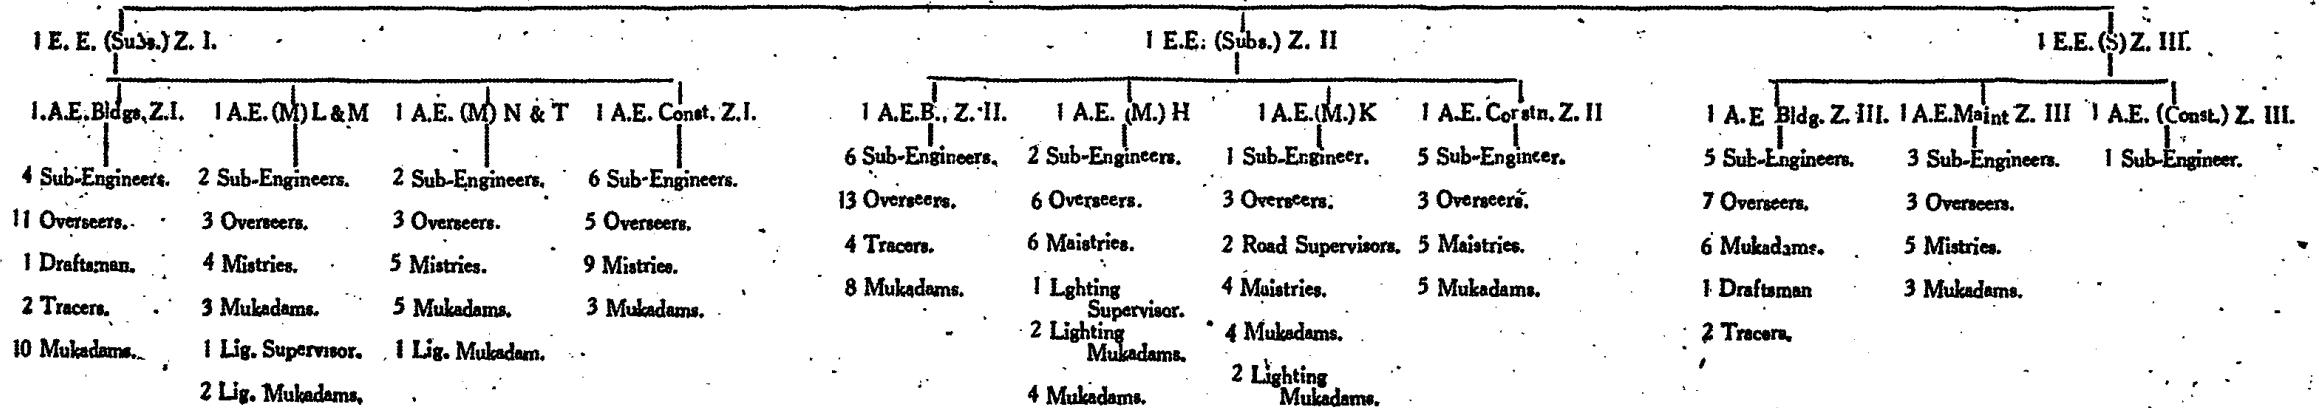 1 E. E. (Subs.) Z. I.
1 A.E. Bldgs. Z.I.
4 Sub-Engineers.
11 Overseers.
1 Draftsman.
2 Tracers.
10 Mukadams.
1 A.E. (M) L & M
2 Sub-Engineers.
3 Overseers.
4 Mistries.
3 Mukadams.
1 Lig. Supervisor.
2 Lig. Mukadams,
1 A.E. (M) N & T
2 Sub-Engineers.
3 Overseers.
5 Mistries.
5 Mukadams.
1 Lig. Mukadam.
1 A.E. Const. Z.I.
6 Sub-Engineers.
5 Overseers.
9 Mistries.
3 Mukadams.
1 E.E. (Subs.) Z. II
1 A.E.B., Z. II.
6 Sub-Engineers.
13 Overseers.
4 Tracers.
8 Mukadams.
1 A.E. (M.) H
2 Sub-Engineers.
6 Overseers.
6 Maistries.
1 Lghting
Supervisor.
2 Lighting
Mukadams.
4 Mukadams.
1 A.E.(M.) K
1 Sub-Engineer.
3 Overseers.
2 Road Supervisors.
4 Maistries.
4 Mukadams.
2 Lighting
Mukadams.
1 A.E. Constn. Z. II
5 Sub-Engineer.
3 Overseers.
5 Maistries.
5 Mukadams.
1 E.E. (S) Z. III.
1 A. E Bldg. Z. III.
5 Sub-Engineers.
7 Overseers.
6 Mukadams.
1 Draftsman
2 Tracers.
1 A.E.Maint Z. III
3 Sub-Engineers.
3 Overseers.
5 Mistries.
3 Mukadams.
1 A.E. (Const.) Z. III.
1 Sub-Engineer.